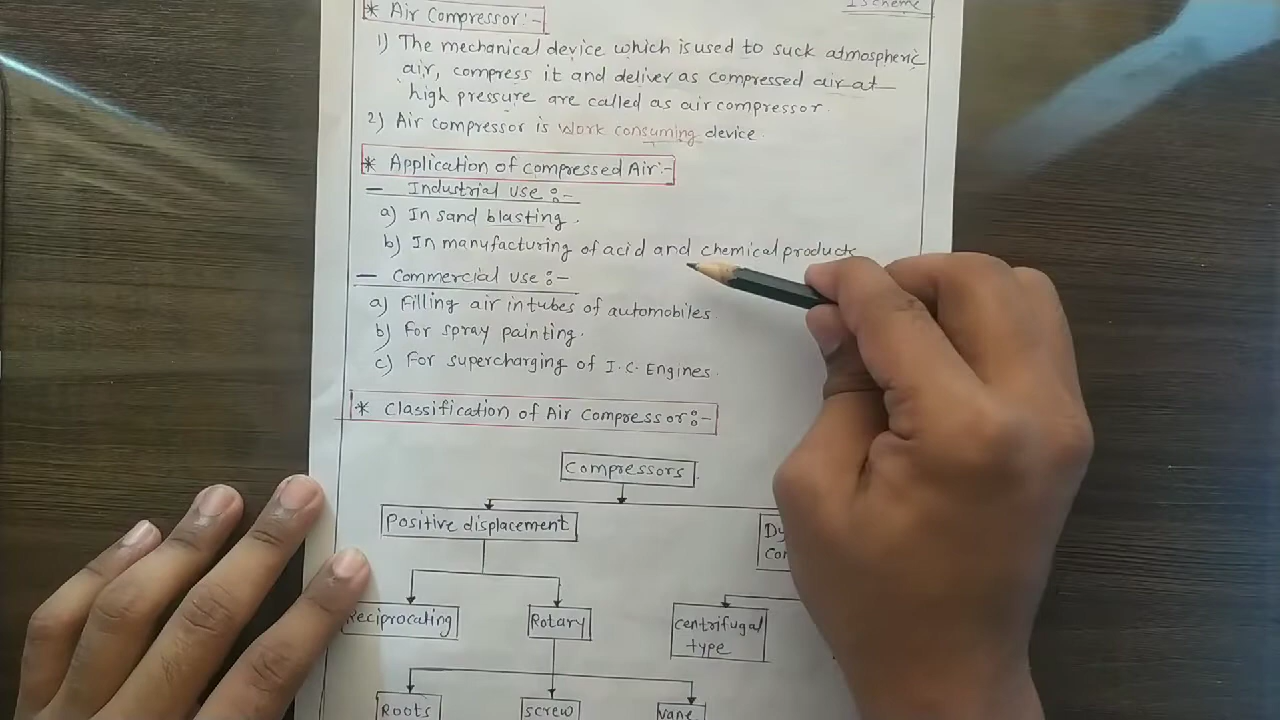 I scheme
* Air Compressor:-
1) The mechanical device which is used to suck atmospheric
air, compress it and deliver as compressed air at
high pressure are called as air compressor.
2) Air compressor is work consuming device.
* Application of compressed Air:-
— Industrial use :-
a) In sand blasting.
b) In manufacturing of acid and chemical products
— Commercial use :-
a) Filling air in tubes of automobiles
b) For spray painting.
c) For supercharging of I.C. Engines.
* Classification of Air Compressor:-
Compressors
Positive displacement
Reciprocating
Rotary
centrifugal
type
Roots
screw
Vane